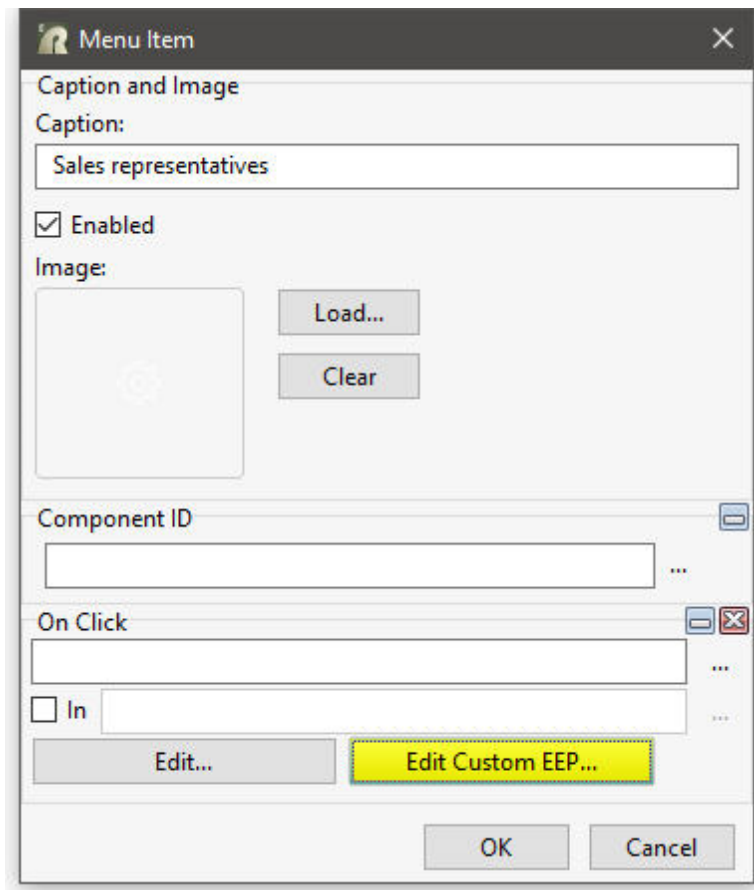 Menu Item
Caption and Image
Caption:
Sales representatives
Enabled
Image:
Load...
Clear
Component ID
...
On Click
...
In
...
Edit...
Edit Custom EEP...
OK
Cancel